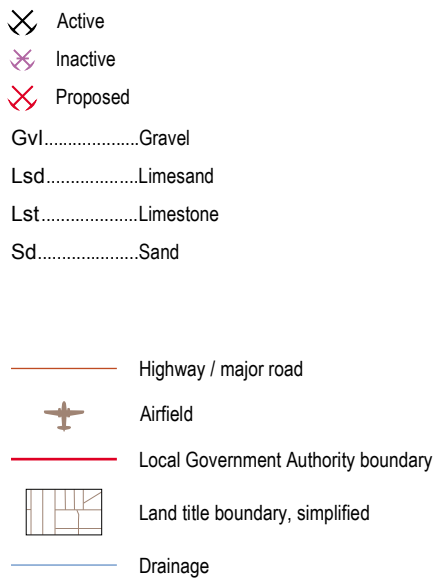 Active
Inactive
Proposed
Gvl....................Gravel
Lsd...................Limesand
Lst....................Limestone
Sd.....................Sand
Highway / major road
Airfield
Local Government Authority boundary
Land title boundary, simplified
Drainage